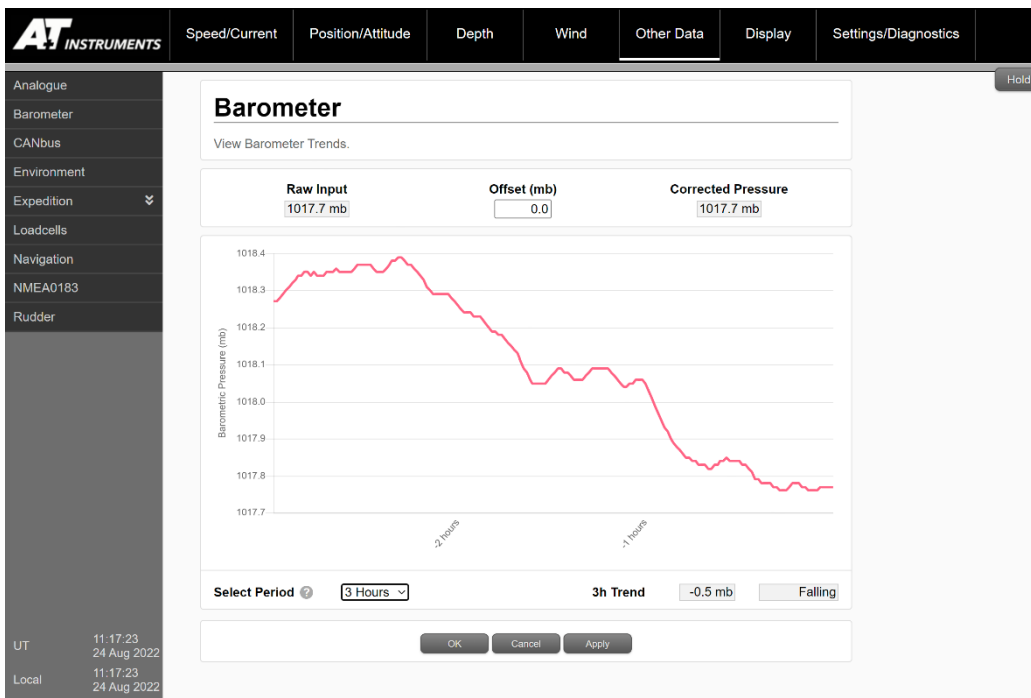 A+T INSTRUMENTS
Speed/Current Position/Attitude Depth Wind Other Data Display Settings/Diagnostics
Hold
Analogue
Barometer
CANbus
Environment
Expedition
Loadcells
Navigation
NMEA0183
Rudder
UT 11:17:23
24 Aug 2022
Local 11:17:23
24 Aug 2022
Barometer
View Barometer Trends.
Raw Input Offset (mb) Corrected Pressure
1017.7 mb 0.0 1017.7 mb
Barometric Pressure (mb)
1018.4
1018.3
1018.2
1018.1
1018.0
1017.9
1017.8
1017.7
-2 hours -1 hours
Select Period ? 3 Hours 3h Trend -0.5 mb Falling
OK Cancel Apply